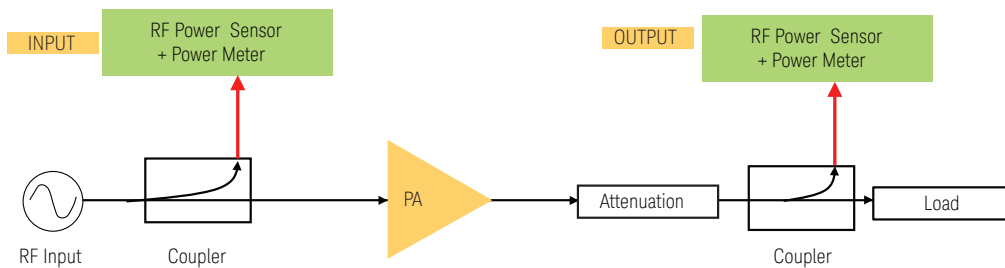 INPUT
RF Power Sensor
+ Power Meter
OUTPUT
RF Power Sensor
+ Power Meter
PA
Attenuation
Load
RF Input
Coupler
Coupler